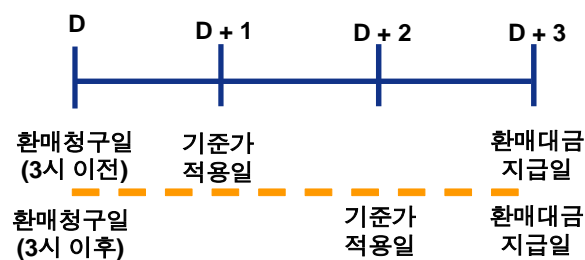 D
D + 1
D + 2
D + 3
환매청구일
(3시 이전)
기준가
적용일
환매대금
지급일
환매청구일
(3시 이후)
기준가
적용일
환매대금
지급일